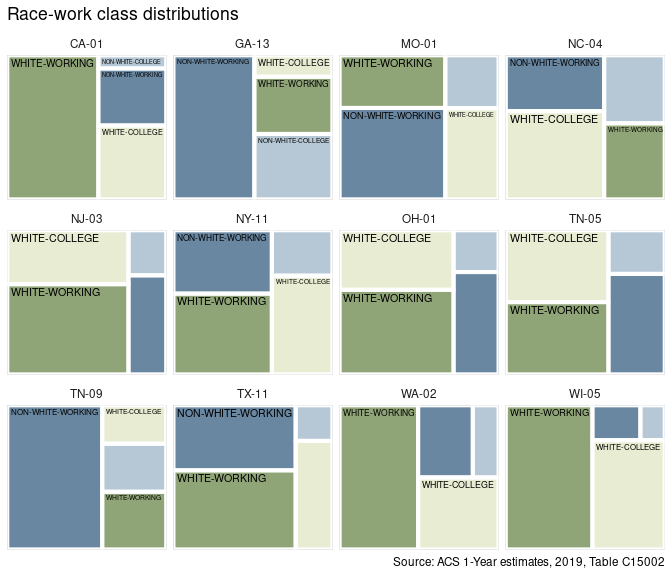 Race-work class distributions
CA-01
GA-13
MO-01
NC-04
WHITE-WORKING
NON-WHITE-COLLEGE
NON-WHITE-WORKING
WHITE-COLLEGE
NON-WHITE-WORKING
WHITE-COLLEGE
WHITE-WORKING
NON-WHITE-COLLEGE
WHITE-WORKING
NON-WHITE-WORKING
WHITE-COLLEGE
NON-WHITE-WORKING
WHITE-COLLEGE
WHITE-WORKING
NJ-03
NY-11
OH-01
TN-05
WHITE-COLLEGE
WHITE-WORKING
NON-WHITE-WORKING
WHITE-WORKING
WHITE-COLLEGE
WHITE-COLLEGE
WHITE-WORKING
WHITE-COLLEGE
WHITE-WORKING
TN-09
TX-11
WA-02
WI-05
NON-WHITE-WORKING
WHITE-COLLEGE
WHITE-WORKING
NON-WHITE-WORKING
WHITE-WORKING
WHITE-WORKING
WHITE-COLLEGE
WHITE-WORKING
WHITE-COLLEGE
Source: ACS 1-Year estimates, 2019, Table C15002